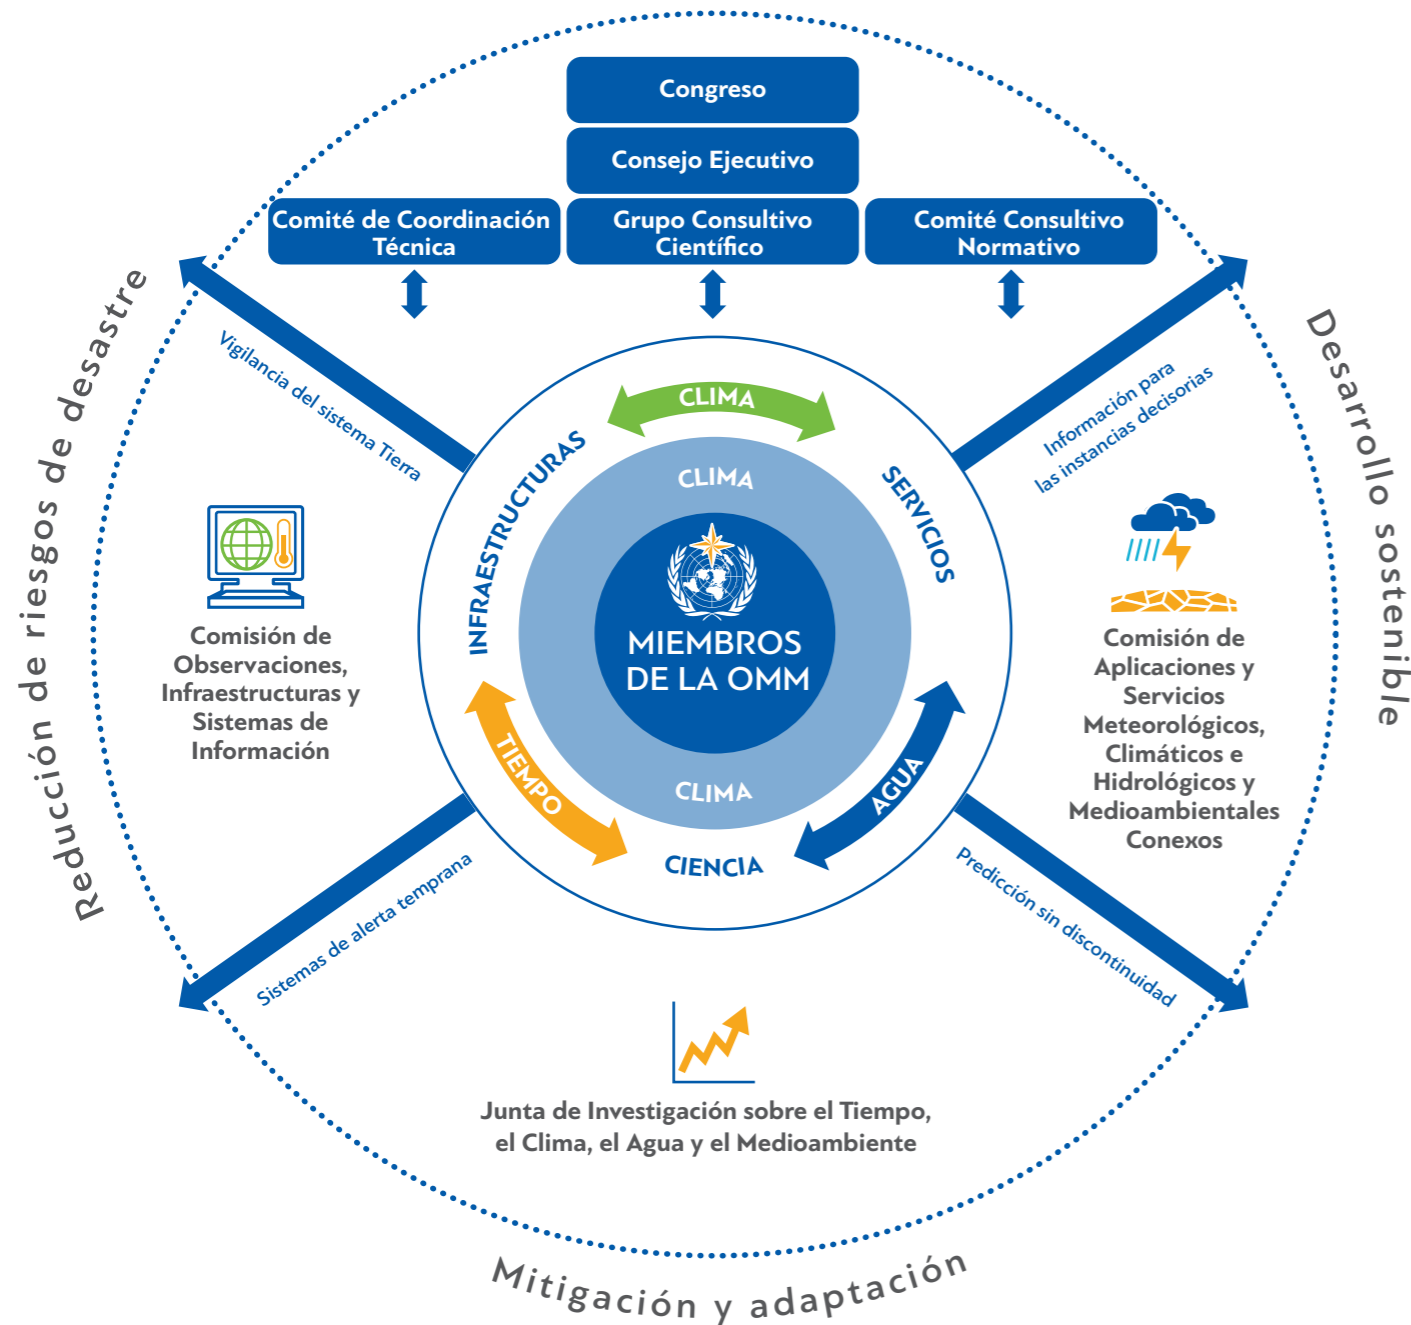 Congreso
Consejo Ejecutivo
Comité de Coordinación
Técnica
Grupo Consultivo
Científico
Comité Consultivo
Normativo
Reducción de riesgos de desastre
Vigilancia del sistema Tierra
Información para
las instancias decisorias
Desarrollo sostenible
CLIMA
INFRAESTRUCTURAS
SERVICIOS
CLIMA
MIEMBROS
DE LA OMM
CLIMA
TIEMPO
AGUA
CIENCIA
Comisión de
Observaciones,
Infraestructuras y
Sistemas de
Información
Comisión de
Aplicaciones y
Servicios
Meteorológicos,
Climáticos e
Hidrológicos y
Medioambientales
Conexos
Sistemas de alerta temprana
Predicción sin discontinuidad
Junta de Investigación sobre el Tiempo,
el Clima, el Agua y el Medioambiente
Mitigación y adaptación